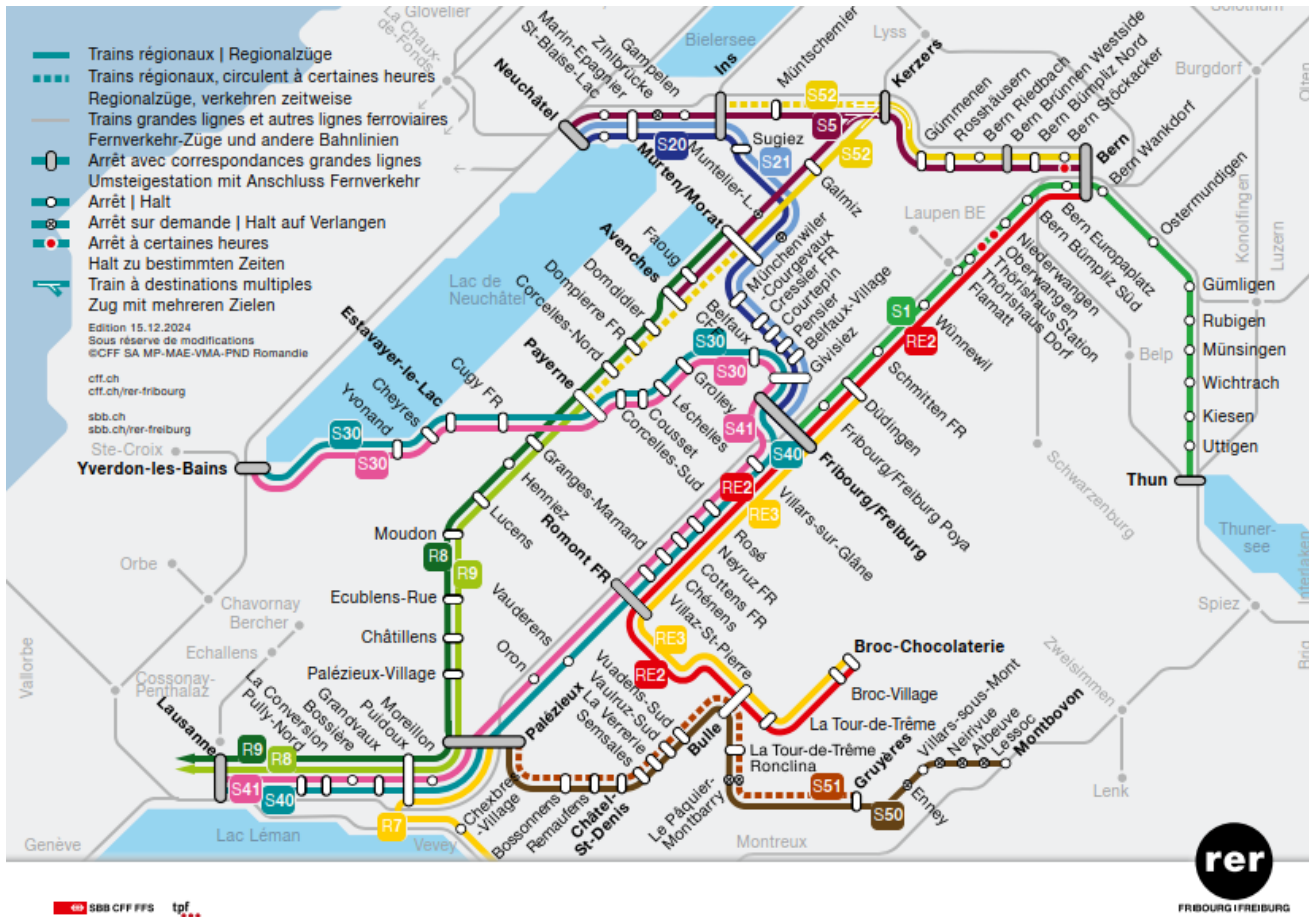 Trains régionaux | Regionalzüge
Trains régionaux, circulent à certaines heures
Regionalzüge, verkehren zeitweise
Trains grandes lignes et autres lignes ferroviaires
Fernverkehr-Züge und andere Bahnlinien
Arrêt avec correspondances grandes lignes
Umsteigestation mit Anschluss Fernverkehr
Arrêt | Halt
Arrêt sur demande | Halt auf Verlangen
Arrêt à certaines heures
Halt zu bestimmten Zeiten
Train à destinations multiples
Zug mit mehreren Zielen
Edition 15.12.2024
Sous réserve de modifications
©CFF SA MP-MAE-VMA-PND Romandie
cff.ch
cff.ch/rer-fribourg
sbb.ch
sbb.ch/rer-freiburg
La Chaux-
de-Fonds
Glovelier
Bielersee
Lyss
Solothurn
Burgdorf
Olten
Neuchâtel
St-Blaise-Lac
Marin-Epagnier
Zihlbrücke
Gampelen
Ins
Müntschemier
Kerzers
Gümmenen
Rosshäusern
Bern Riedbach
Bern Brünnen Westside
Bern Bümpliz Nord
Bern Stöckacker
Bern
Bern Wankdorf
Ostermundigen
S52
S5
S52
S20
S21
Sugiez
Muntelier-L..
Galmiz
Murten/Morat
Münchenwiler
-Courgevaux
Cressier FR
Courtepin
Pensier
Belfaux-Village
Givisiez
Faoug
Avenches
Domdidier
Dompierre FR
Corcelles-Nord
Payerne
Lac de
Neuchâtel
Laupen BE
Konolfingen
Luzern
Gümligen
Rubigen
Münsingen
Wichtrach
Kiesen
Uttigen
Thun
Thuner-
see
Interlaken
Belp
Schwarzenburg
Bern Europaplatz
Bern Bümpliz Süd
Niederwangen
Oberwangen
Thörishaus Station
Thörishaus Dorf
Flamatt
Wünnewil
Schmitten FR
Düdingen
Fribourg/Freiburg Poya
Fribourg/Freiburg
S1
RE2
Belfaux
CFF
S30
S30
Grolley
Léchelles
Cousset
Corcelles-Sud
Estavayer-le-Lac
Cugy FR
Cheyres
Yvonand
S30
S30
Ste-Croix
Yverdon-les-Bains
S41
S40
RE2
RE3
Villars-sur-Glâne
Rosé
Neyruz FR
Cottens FR
Chénens
Villaz-St-Pierre
Romont FR
Granges-Marnand
Henniez
Lucens
Moudon
R8
R9
Ecublens-Rue
Châtillens
Palézieux-Village
Orbe
Chavornay
Bercher
Echallens
Cossonay-
Penthalaz
Vallorbe
Vauderens
Oron
Palézieux
RE3
RE2
Broc-Chocolaterie
Broc-Village
La Tour-de-Trême
Vuadens-Sud
Vaulruz-Sud
La Verrerie
Semsales
Bulle
La Tour-de-Trême
Ronclina
Gruyères
Villars-sous-Mont
Neirivue
Albeuve
Lessoc
Montbovon
Spiez
Brig
Zweisimmen
Lenk
Lausanne
Pully-Nord
La Conversion
Bossière
Grandvaux
Puidoux
Moreillon
R9
R8
S41
S40
R7
Chexbres
-Village
Bossonnens
Remaufens
Châtel-
St-Denis
Le Pâquier-
Montbarry
S51
S50
Enney
Genève
Lac Léman
Vevey
Montreux
rer
FRIBOURG | FREIBURG
SBB CFF FFS
tpf